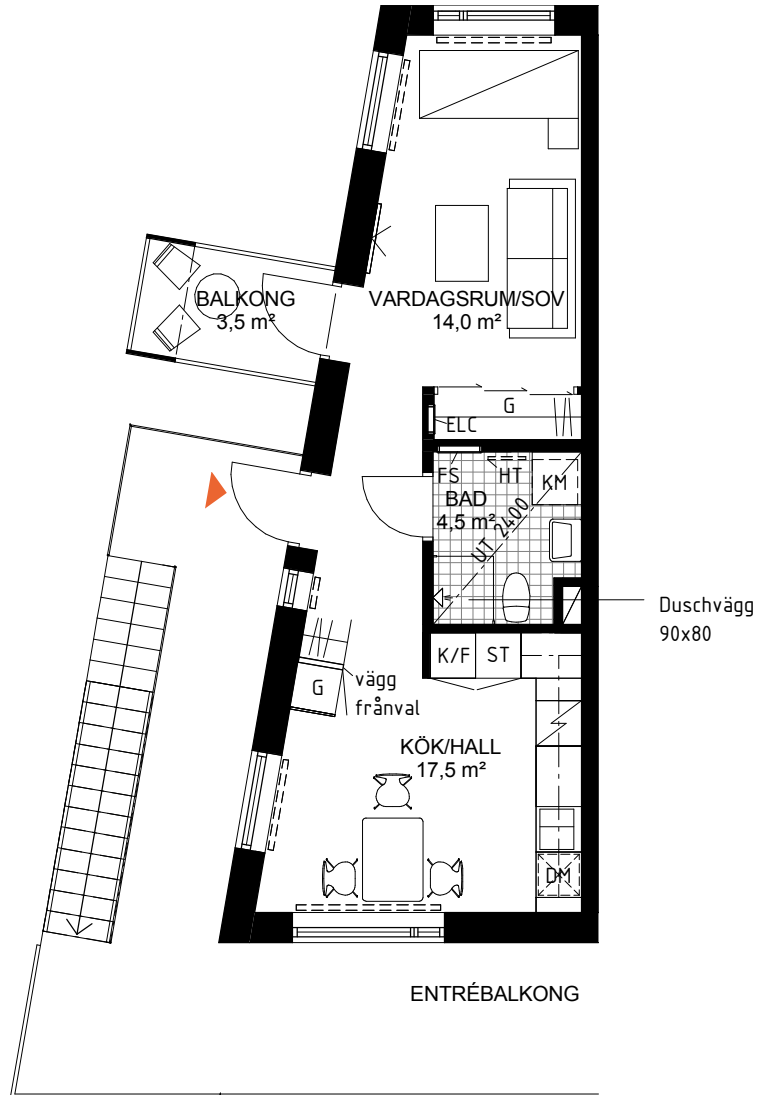 BALKONG
3,5 m²
VARDAGSRUM/SOV
14,0 m²
G
ELC
FS
HT
KM
BAD
4,5 m²
UT 2400
Duschvägg
90x80
K/F
ST
G
vägg
frånval
KÖK/HALL
17,5 m²
DM
ENTRÉBALKONG